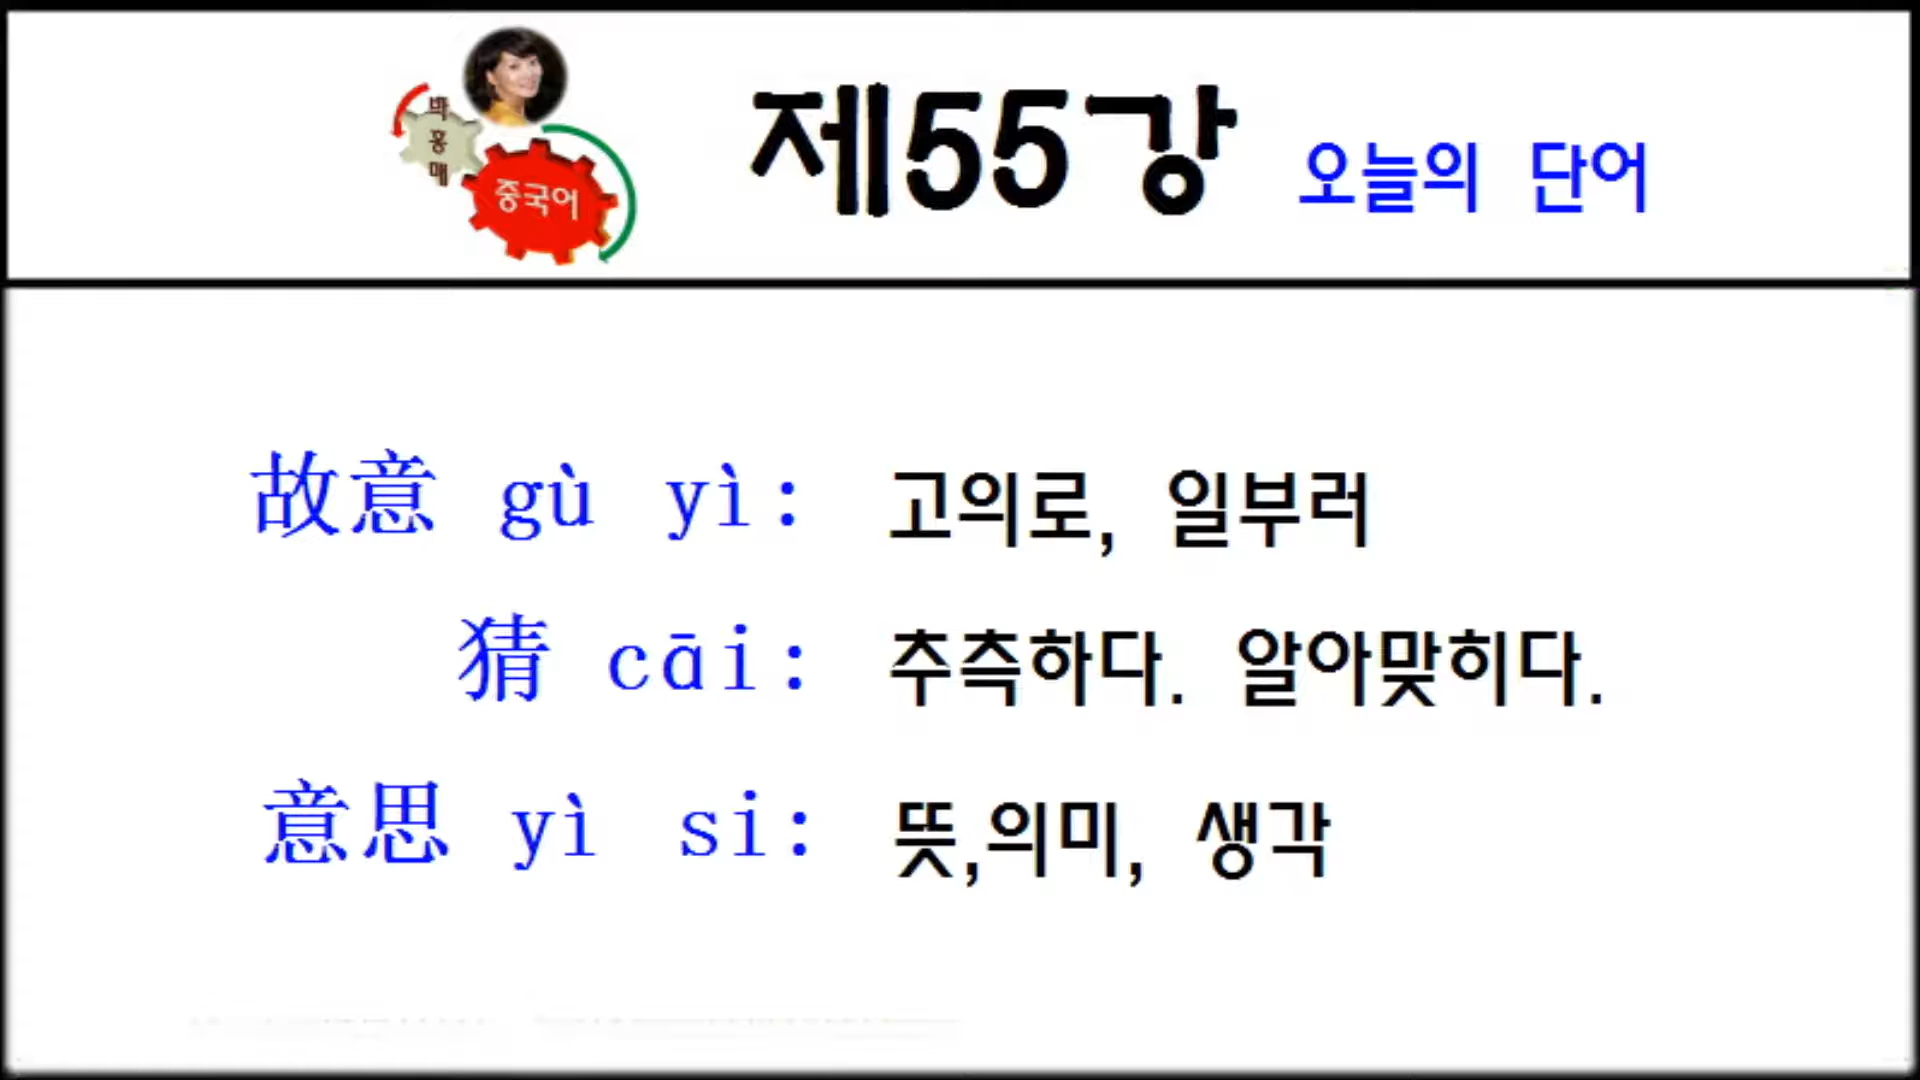 박홍매
중국어
제55강 오늘의 단어
故意 gù yì: 고의로, 일부러
猜 cāi: 추측하다. 알아맞히다.
意思 yì si: 뜻,의미, 생각